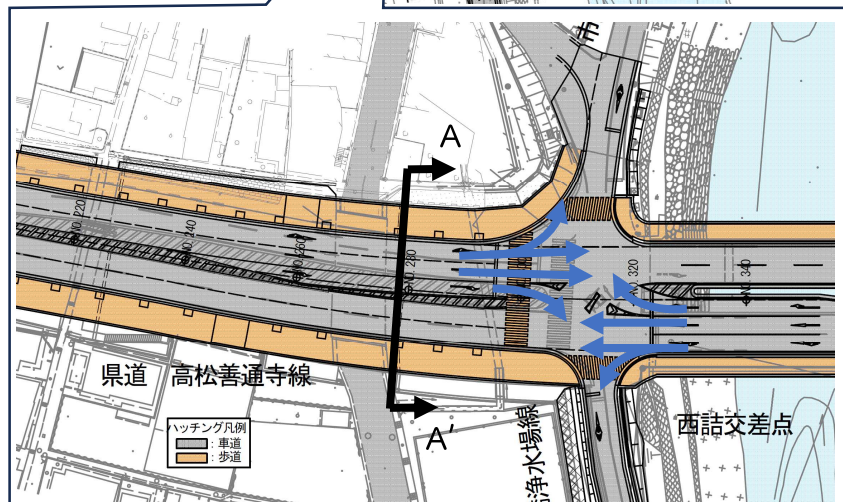 市
A
NO. 220
NO. 240
NO. 260
NO. 280
NO. 320
NO. 340
県道 高松善通寺線
ハッチング凡例
：車道
：歩道
A'
浄水場線
西詰交差点